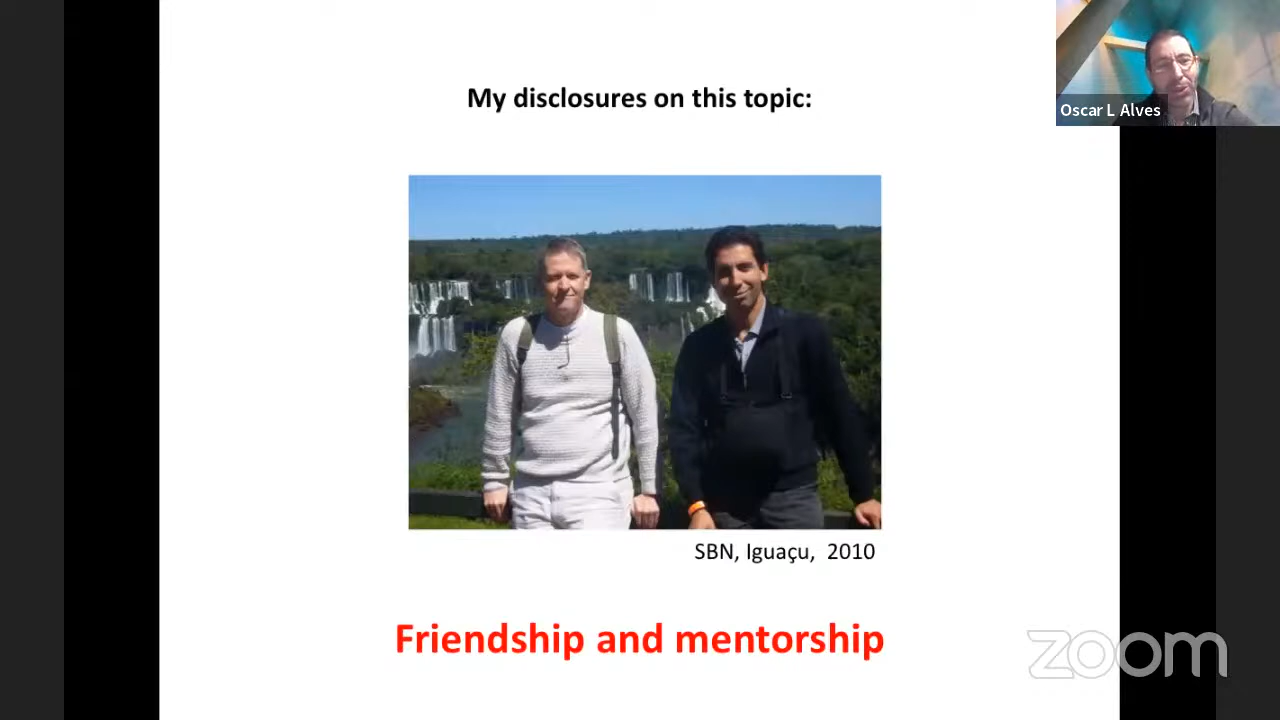 My disclosures on this topic:
Oscar L Alves
SBN, Iguaçu, 2010
Friendship and mentorship
zoom